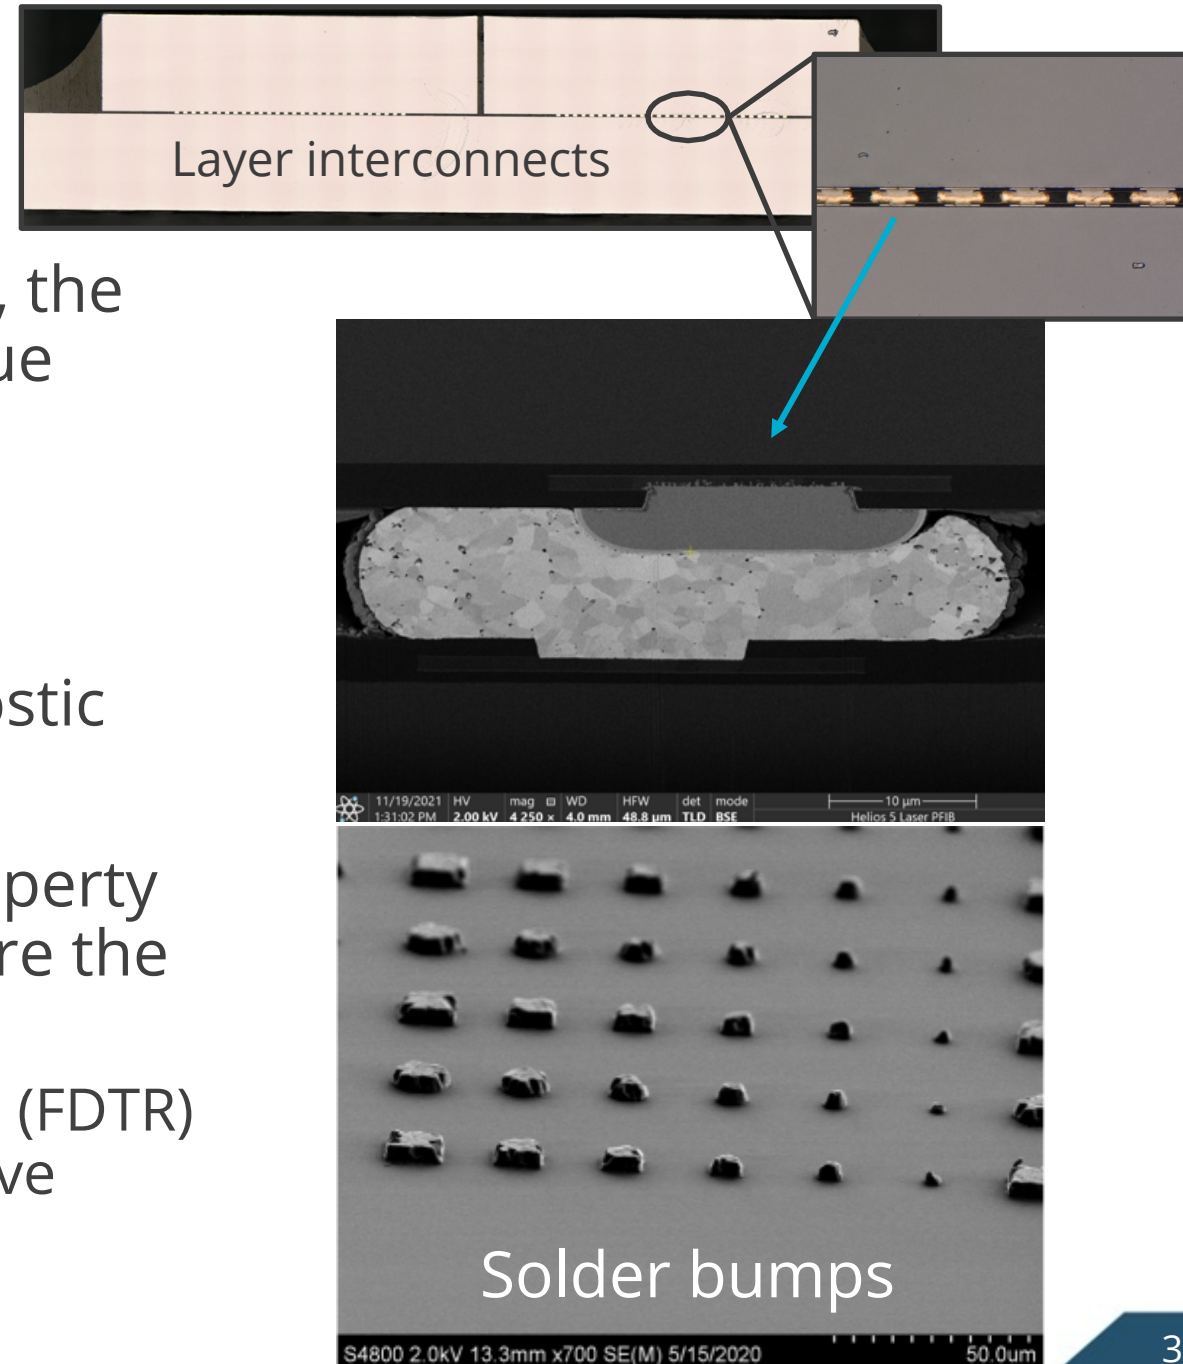 Layer interconnects
, the
ue
ostic
11/19/2021 HV mag WD HFW det mode 10 µm
1:31:02 PM 2.00 kV 4 250 × 4.0 mm 48.8 µm TLD BSE Helios 5 Laser PFIB
perty
re the
(FDTR)
ve
Solder bumps
S4800 2.0kV 13.3mm x700 SE(M) 5/15/2020 50.0um
3